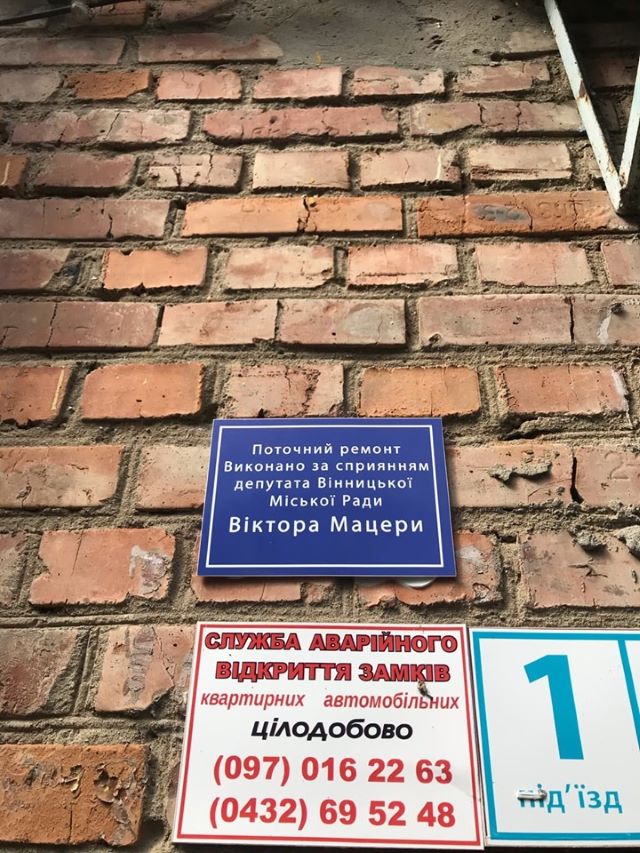 Поточний ремонт
Виконано за сприянням
депутата Вінницької
Міської Ради
Віктора Мацери
СЛУЖБА АВАРІЙНОГО
ВІДКРИТТЯ ЗАМКІВ
квартирних автомобільних
ЦІЛОДОБОВО
(097) 016 22 63
(0432) 69 52 48
1
під'їзд